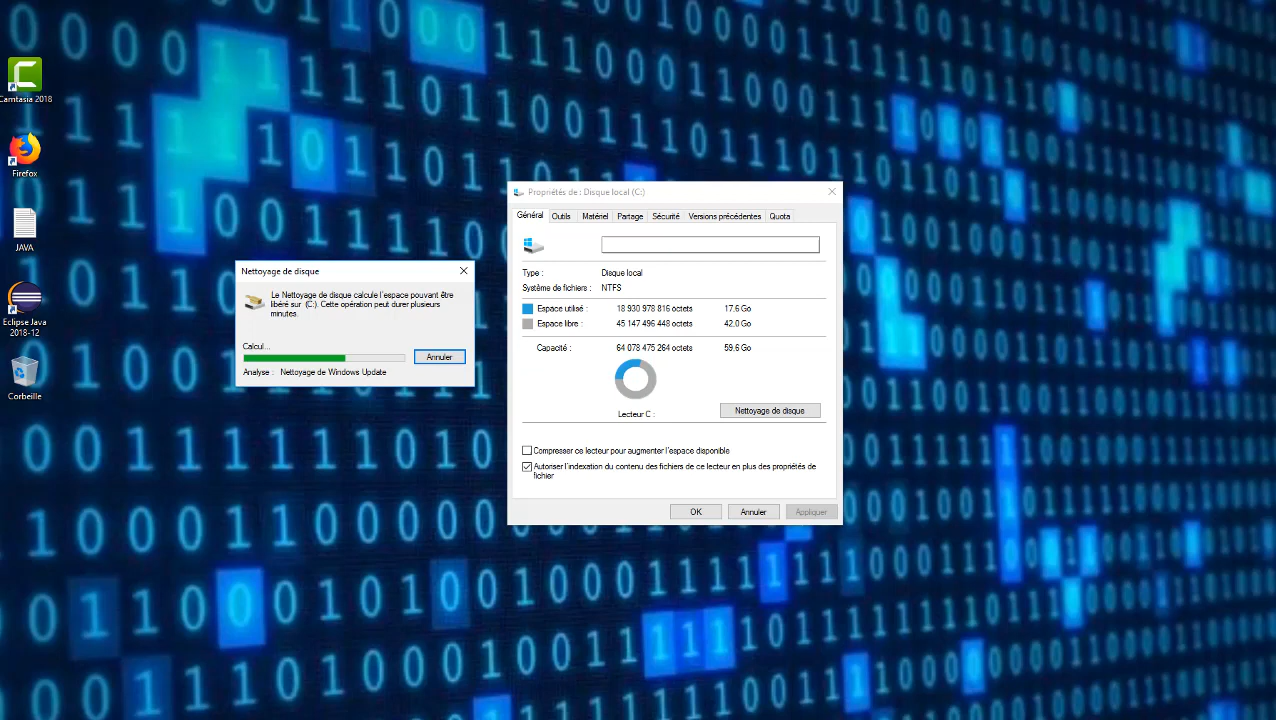 Camtasia 2018
Firefox
JAVA
Eclipse Java
2018-12
Corbeille
Nettoyage de disque
Le Nettoyage de disque calcule l'espace pouvant être
libéré sur (C:). Cette opération peut durer plusieurs
minutes.
Calcul...
Annuler
Analyse : Nettoyage de Windows Update
Propriétés de : Disque local (C:)
Général Outils Matériel Partage Sécurité Versions précédentes Quota
Type : Disque local
Système de fichiers : NTFS
Espace utilisé : 18 930 978 816 octets 17.6 Go
Espace libre : 45 147 496 448 octets 42.0 Go
Capacité : 64 078 475 264 octets 59.6 Go
Lecteur C :
Nettoyage de disque
Compresser ce lecteur pour augmenter l'espace disponible
Autoriser l'indexation du contenu des fichiers de ce lecteur en plus des propriétés de
fichier
OK Annuler Appliquer